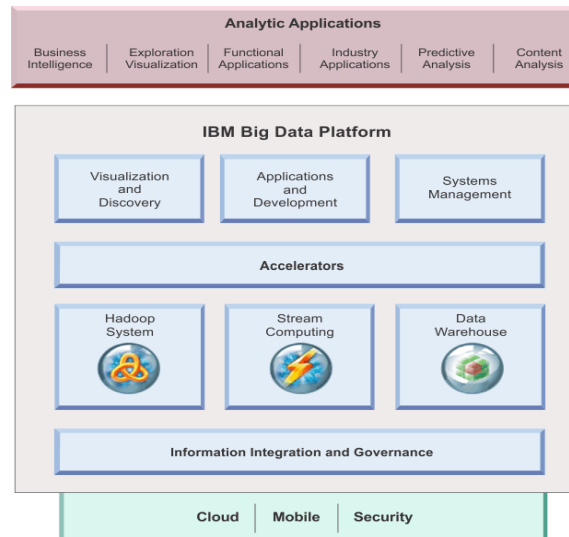 Analytic Applications
Business Intelligence
Exploration Visualization
Functional Applications
Industry Applications
Predictive Analysis
Content Analysis
IBM Big Data Platform
Visualization
and
Discovery
Applications
and
Development
Systems
Management
Accelerators
Hadoop
System
Stream
Computing
Data
Warehouse
Information Integration and Governance
Cloud
Mobile
Security